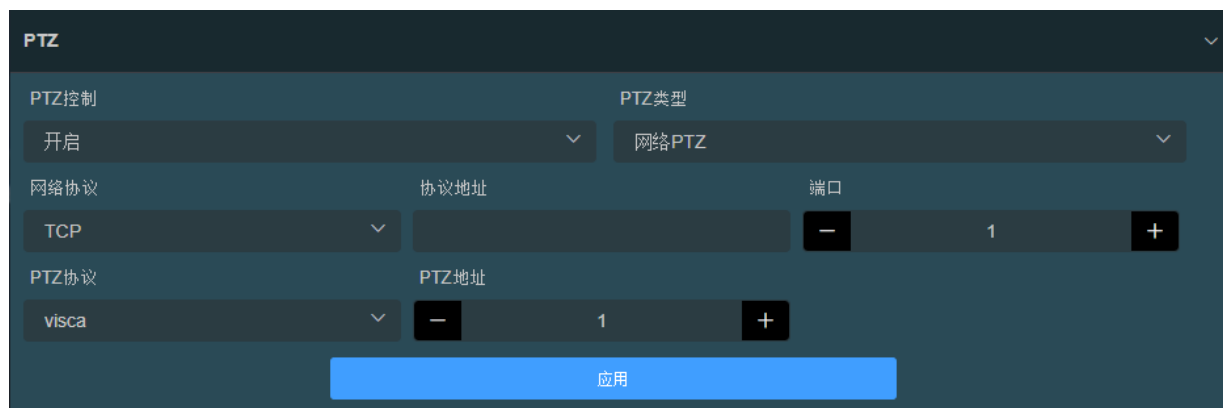 PTZ
PTZ控制 PTZ类型
开启 网络PTZ
网络协议 协议地址 端口
TCP − 1 +
PTZ协议 PTZ地址
visca − 1 +
应用